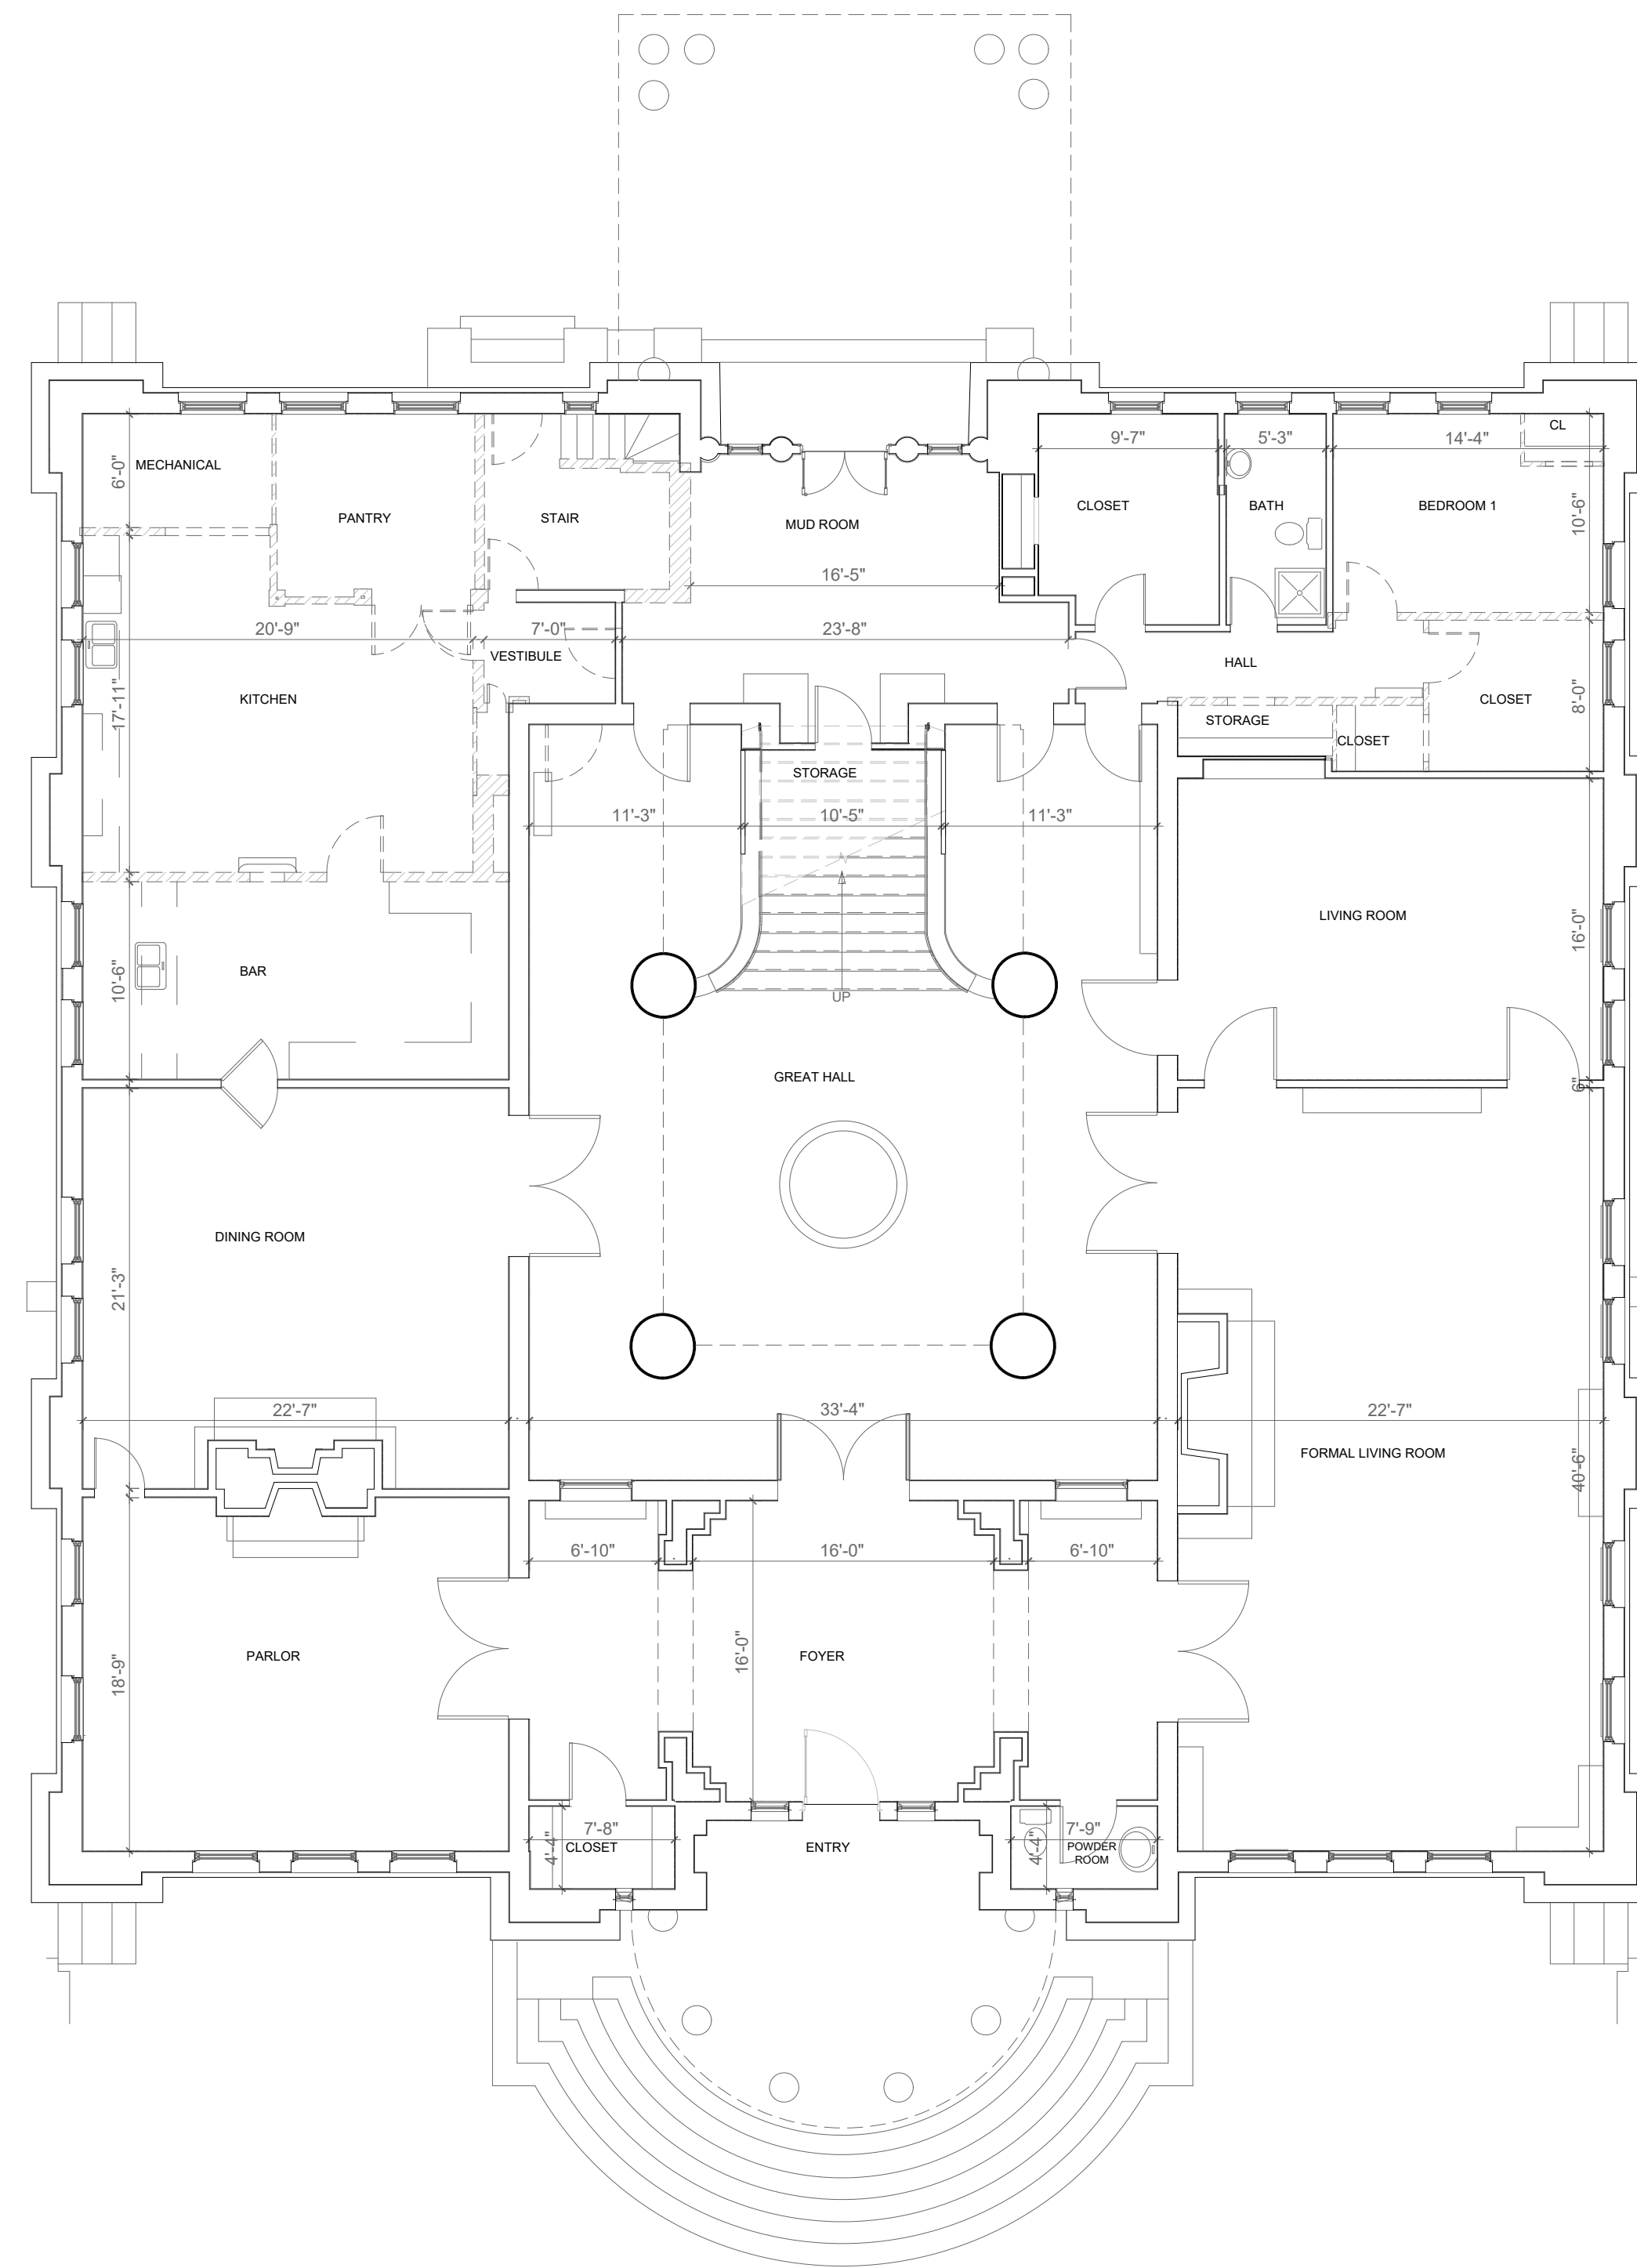 CL
9'-7"
5'-3"
14'-4"
MECHANICAL
6'-0"
PANTRY
STAIR
MUD ROOM
CLOSET
BATH
BEDROOM 1
10'-6"
16'-5"
20'-9"
7'-0"
23'-8"
VESTIBULE
HALL
KITCHEN
17'-11"
CLOSET
8'-0"
STORAGE
CLOSET
STORAGE
11'-3"
10'-5"
11'-3"
LIVING ROOM
16'-0"
BAR
10'-6"
UP
GREAT HALL
6"
DINING ROOM
21'-3"
22'-7"
33'-4"
22'-7"
FORMAL LIVING ROOM
40'-6"
6'-10"
16'-0"
6'-10"
PARLOR
18'-9"
16'-0"
FOYER
7'-8"
4'-4"
CLOSET
ENTRY
7'-9"
4'-4"
POWDER
ROOM